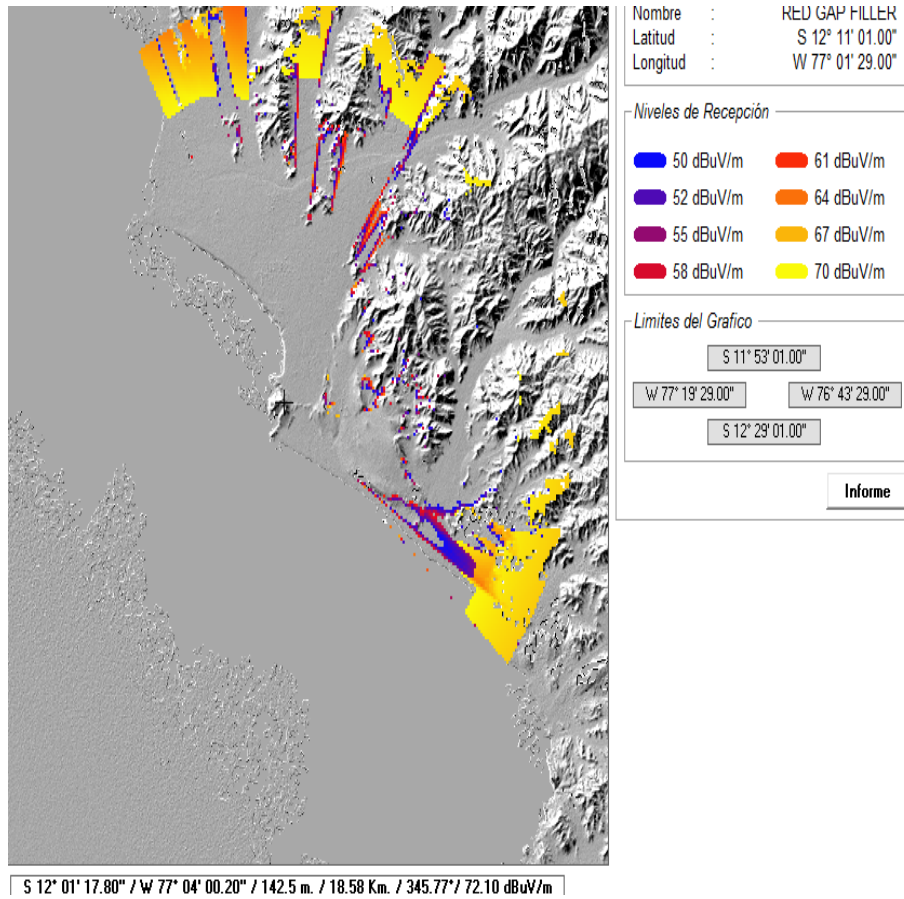 Nombre : RED GAP FILLER
Latitud : S 12° 11' 01.00"
Longitud : W 77° 01' 29.00"
Niveles de Recepción
50 dBuV/m 61 dBuV/m
52 dBuV/m 64 dBuV/m
55 dBuV/m 67 dBuV/m
58 dBuV/m 70 dBuV/m
Limites del Grafico
S 11° 53' 01.00"
W 77° 19' 29.00" W 76° 43' 29.00"
S 12° 29' 01.00"
Informe
S 12° 01' 17.80" / W 77° 04' 00.20" / 142.5 m. / 18.58 Km. / 345.77°/ 72.10 dBuV/m